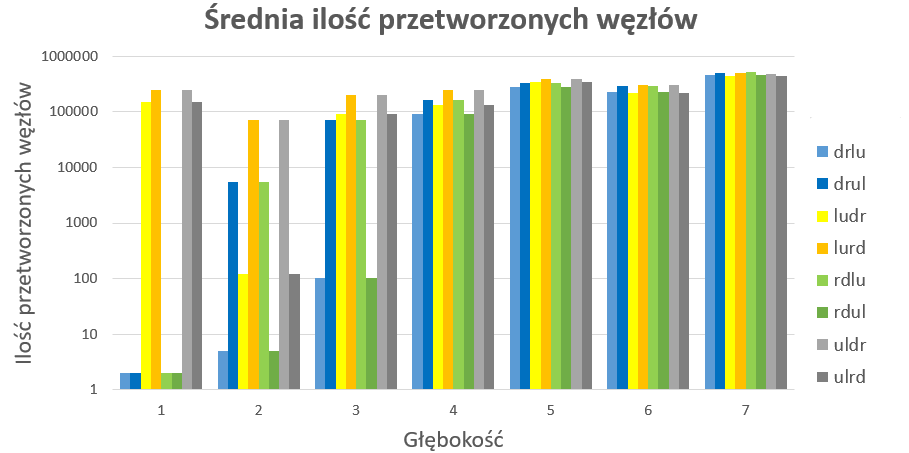 Średnia ilość przetworzonych węzłów
Ilość przetworzonych węzłów
1000000
100000
10000
1000
100
10
1
1 2 3 4 5 6 7
Głębokość
drlu
drul
ludr
lurd
rdlu
rdul
uldr
ulrd